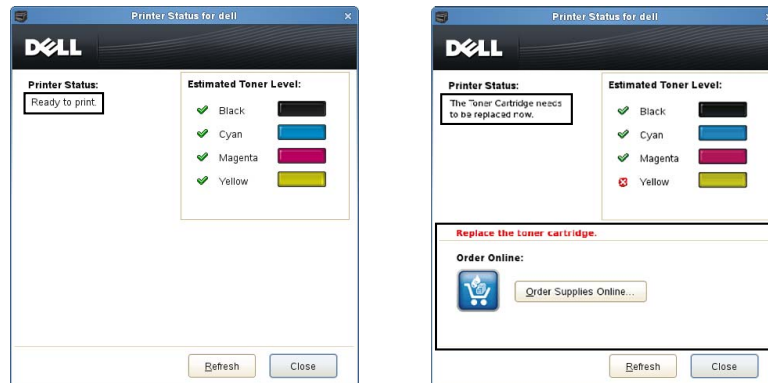 Printer Status for dell
x
DELL
Printer Status:
Ready to print.
Estimated Toner Level:
Black
Cyan
Magenta
Yellow
Refresh
Close
Printer Status for dell
DELL
Printer Status:
The Toner Cartridge needs
to be replaced now.
Estimated Toner Level:
Black
Cyan
Magenta
Yellow
Replace the toner cartridge.
Order Online:
Order Supplies Online...
Refresh
Close